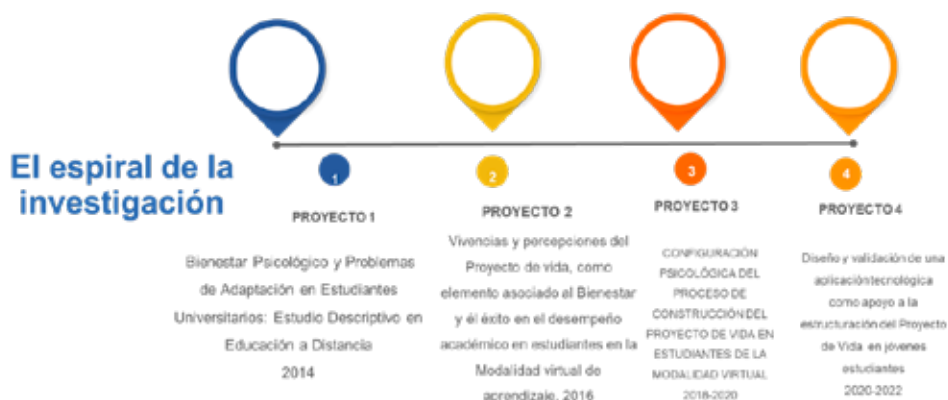 El espiral de la
investigación
1
PROYECTO 1
Bienestar Psicológico y Problemas
de Adaptación en Estudiantes
Universitarios: Estudio Descriptivo en
Educación a Distancia
2014
2
PROYECTO 2
Vivencias y percepciones del
Proyecto de vida, como
elemento asociado al Bienestar
y él éxito en el desempeño
académico en estudiantes en la
Modalidad virtual de
aprendizaje, 2016
3
PROYECTO 3
CONFIGURACIÓN
PSICOLÓGICA DEL
PROCESO DE
CONSTRUCCIÓN DEL
PROYECTO DE VIDA EN
ESTUDIANTES DE LA
MODALIDAD VIRTUAL
2018-2020
4
PROYECTO 4
Diseño y validación de una
aplicación tecnológica
como apoyo a la
estructuración del Proyecto
de Vida en jóvenes
estudiantes
2020-2022